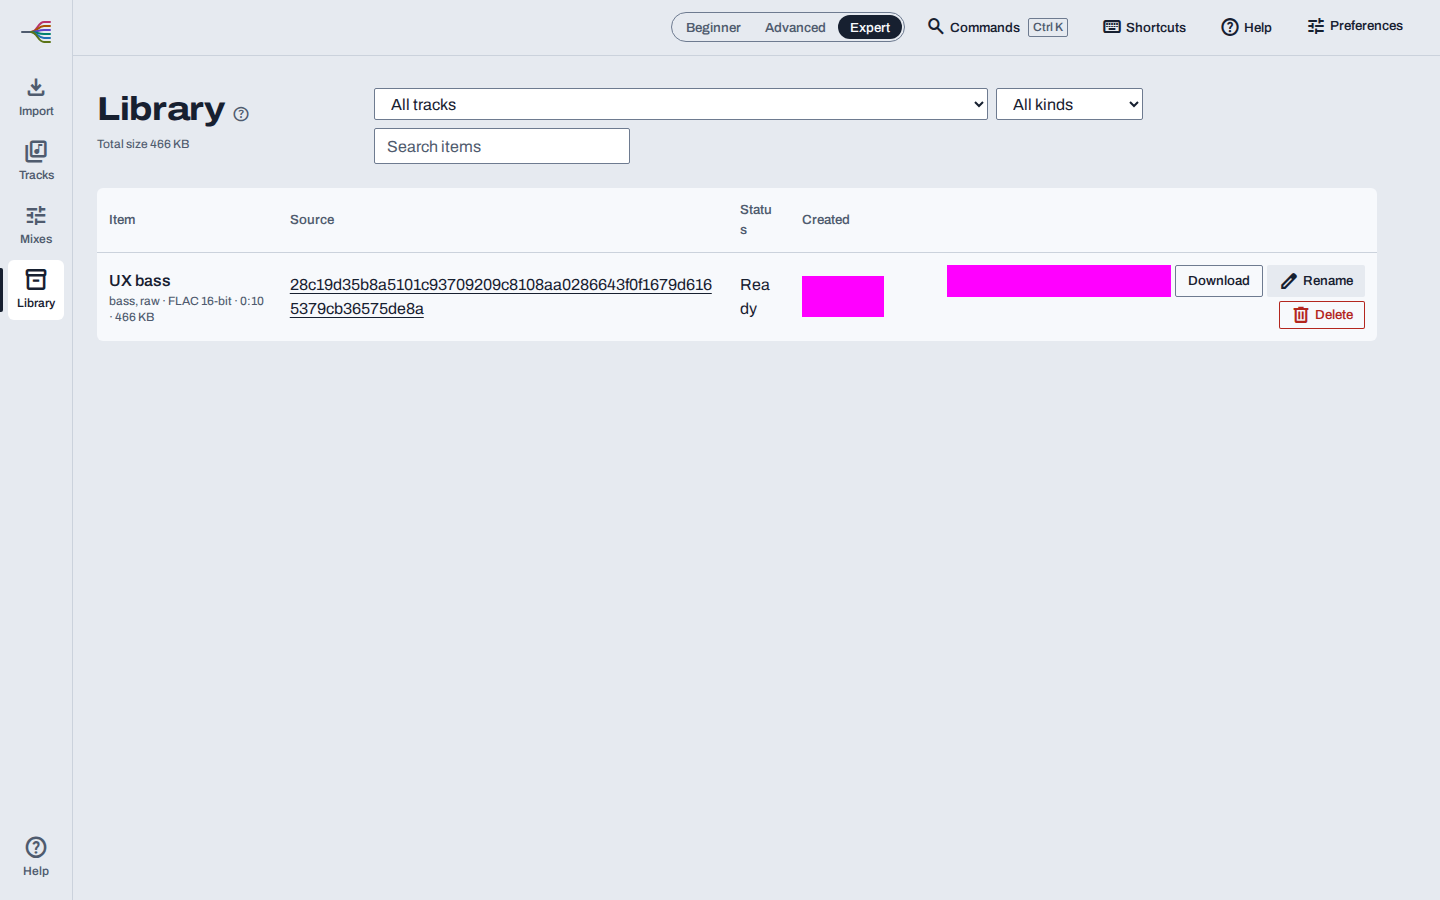 Beginner Advanced Expert Commands Ctrl K Shortcuts Help Preferences
Import
Tracks
Mixes
Library
Help
Library
Total size 466 KB
All tracks
All kinds
Search items
Item Source Status Created
UX bass
bass, raw · FLAC 16-bit · 0:10
· 466 KB
28c19d35b8a5101c93709209c8108aa0286643f0f1679d616
5379cb36575de8a
Rea
dy
Download Rename
Delete